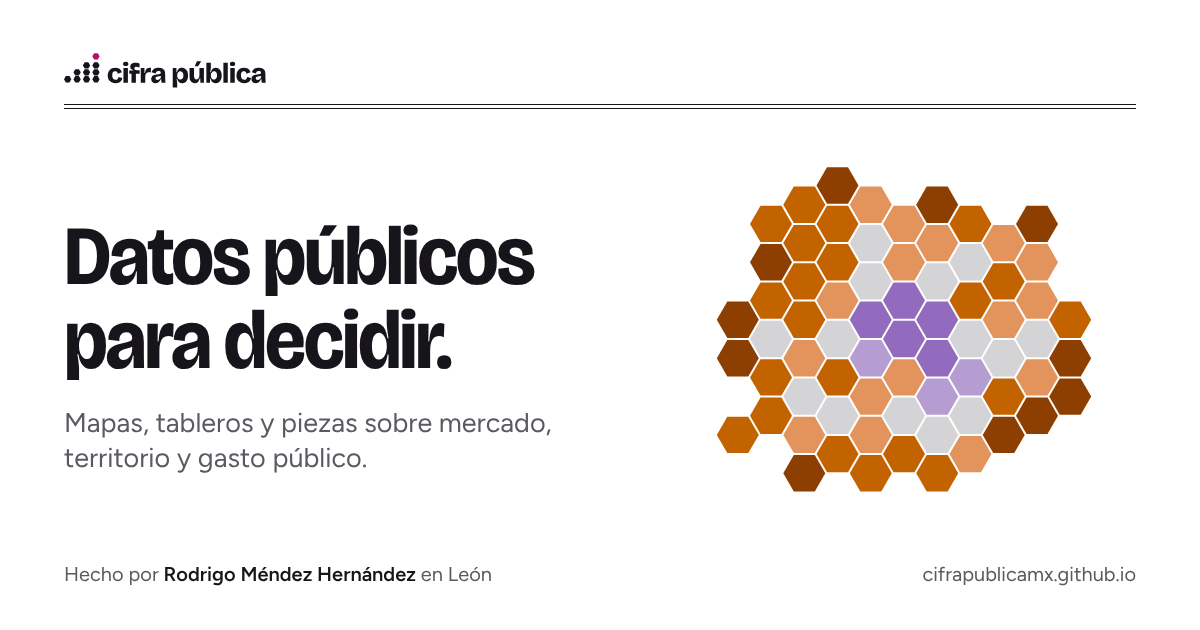 cifra pública
Datos públicos
para decidir.
Mapas, tableros y piezas sobre mercado,
territorio y gasto público.
Hecho por Rodrigo Méndez Hernández en León
cifrapublicamx.github.io